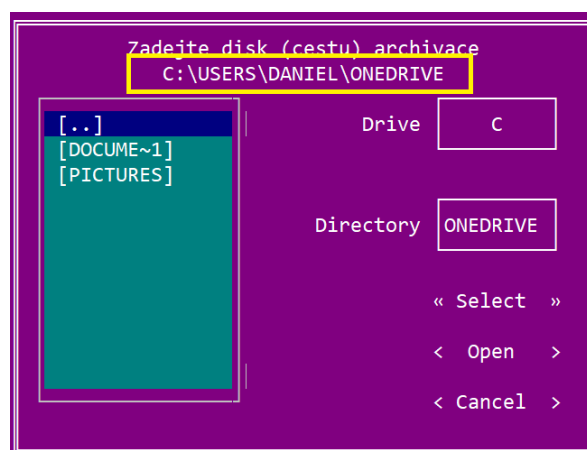 Zadejte disk (cestu) archivace
C:\USERS\DANIEL\ONEDRIVE
[..]
[DOCUME~1]
[PICTURES]
Drive C
Directory ONEDRIVE
« Select »
< Open >
< Cancel >